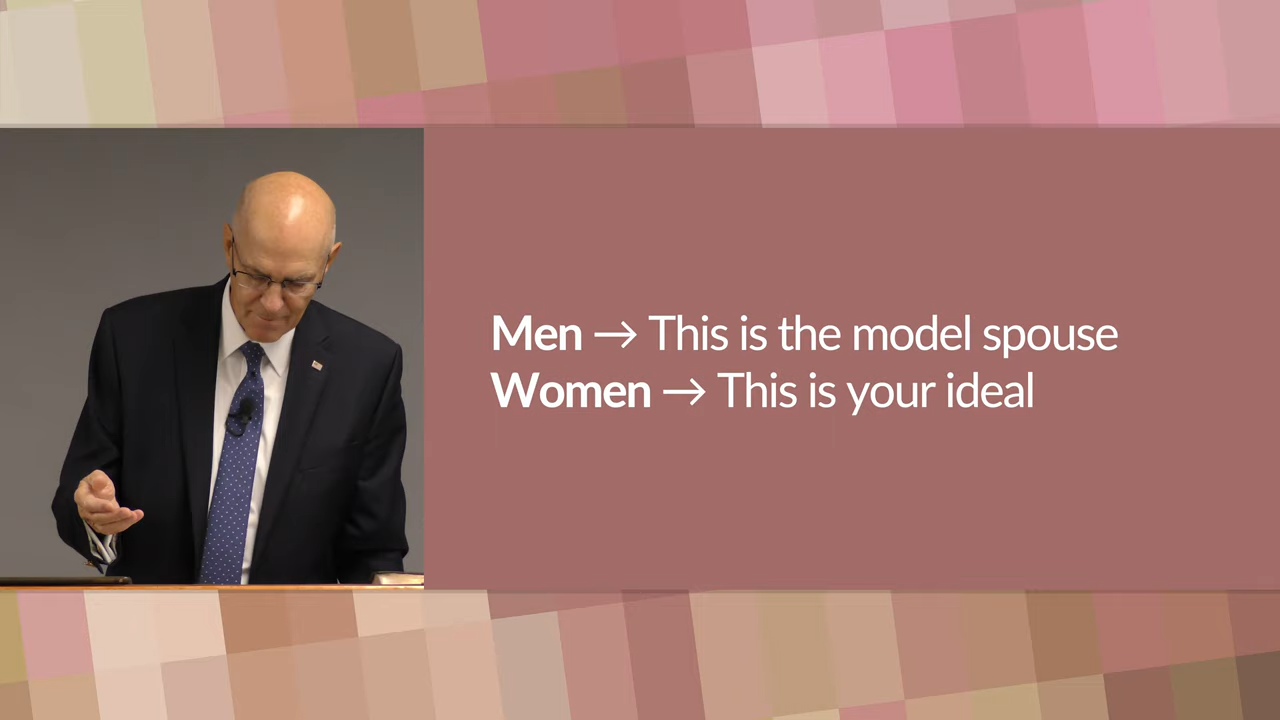 Men → This is the model spouse
Women → This is your ideal